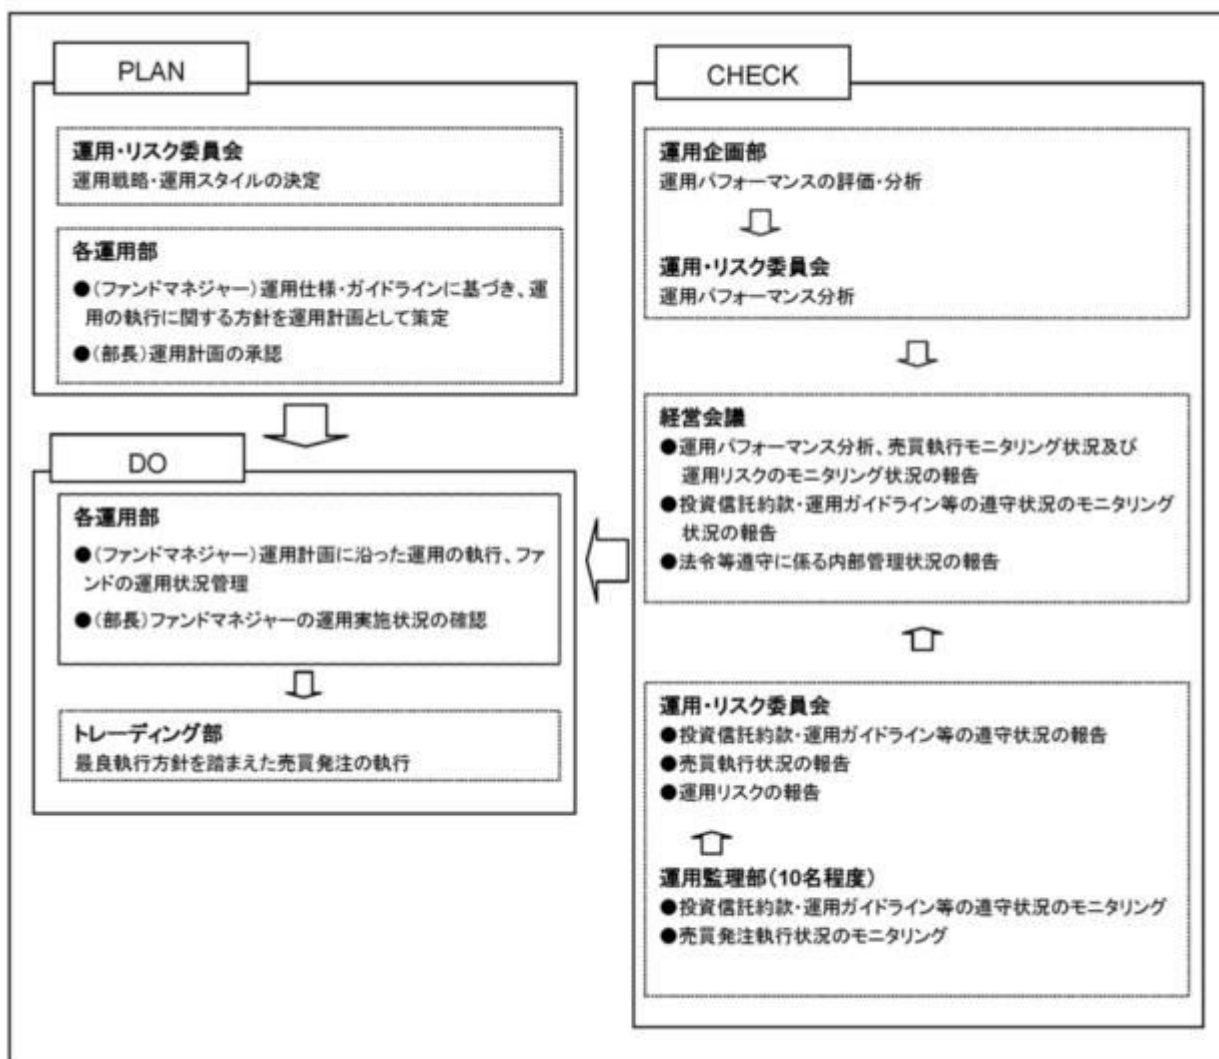 PLAN
運用・リスク委員会
運用戦略・運用スタイルの決定
各運用部
●(ファンドマネジャー)運用仕様・ガイドラインに基づき、運
用の執行に関する方針を運用計画として策定
●(部長)運用計画の承認
DO
各運用部
●(ファンドマネジャー)運用計画に沿った運用の執行、ファ
ンドの運用状況管理
●(部長)ファンドマネジャーの運用実施状況の確認
トレーディング部
最良執行方針を踏まえた売買発注の執行
CHECK
運用企画部
運用パフォーマンスの評価・分析
運用・リスク委員会
運用パフォーマンス分析
経営会議
●運用パフォーマンス分析、売買執行モニタリング状況及び
運用リスクのモニタリング状況の報告
●投資信託約款・運用ガイドライン等の遵守状況のモニタリング
状況の報告
●法令等遵守に係る内部管理状況の報告
運用・リスク委員会
●投資信託約款・運用ガイドライン等の遵守状況の報告
●売買執行状況の報告
●運用リスクの報告
運用監理部(10名程度)
●投資信託約款・運用ガイドライン等の遵守状況のモニタリング
●売買発注執行状況のモニタリング